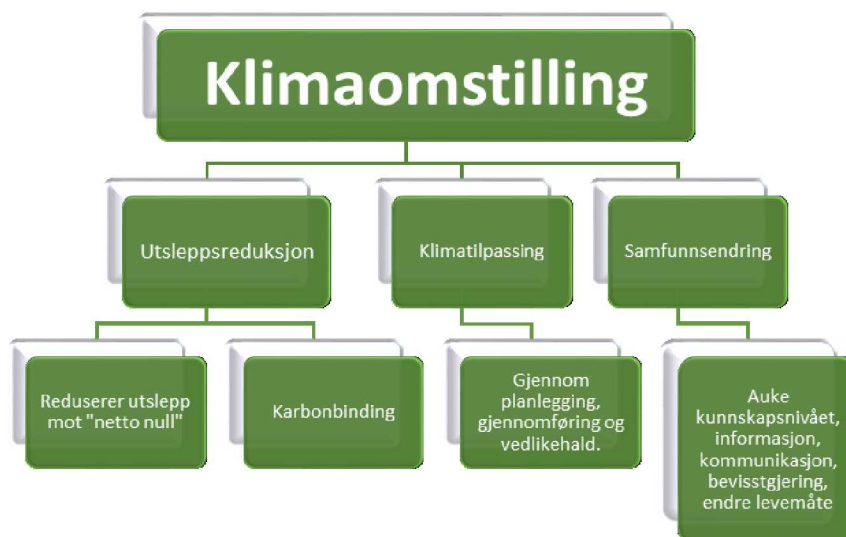 Klimaomstilling
Utsleppsreduksjon
Klimatilpassing
Samfunnsendring
Reduserer utslepp
mot "netto null"
Karbonbinding
Gjennom
planlegging,
gjennomføring og
vedlikehald.
Auke
kunnskapsnivået,
informasjon,
kommunikasjon,
bevisstgjering,
endre levemåte